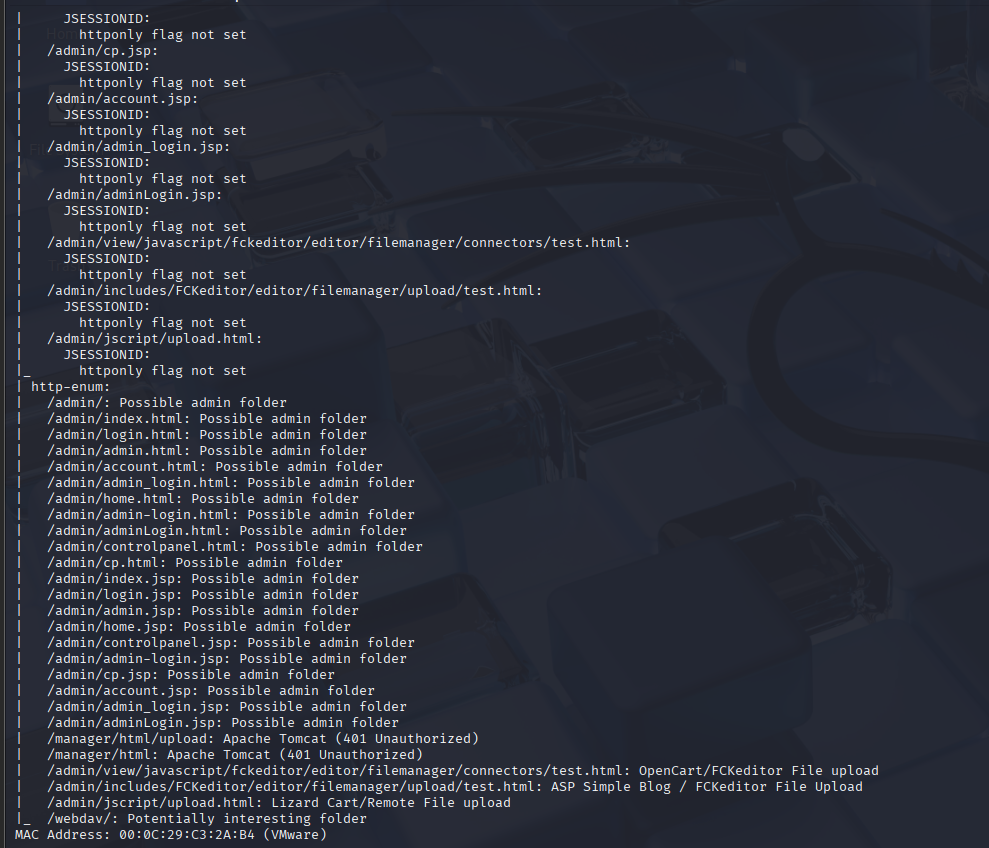 |     JSESSIONID:
|       httponly flag not set
|   /admin/cp.jsp:
|     JSESSIONID:
|       httponly flag not set
|   /admin/account.jsp:
|     JSESSIONID:
|       httponly flag not set
|   /admin/admin_login.jsp:
|     JSESSIONID:
|       httponly flag not set
|   /admin/adminLogin.jsp:
|     JSESSIONID:
|       httponly flag not set
|   /admin/view/javascript/fckeditor/editor/filemanager/connectors/test.html:
|     JSESSIONID:
|       httponly flag not set
|   /admin/includes/FCKeditor/editor/filemanager/upload/test.html:
|     JSESSIONID:
|       httponly flag not set
|   /admin/jscript/upload.html:
|     JSESSIONID:
|_      httponly flag not set
| http-enum:
|   /admin/: Possible admin folder
|   /admin/index.html: Possible admin folder
|   /admin/login.html: Possible admin folder
|   /admin/admin.html: Possible admin folder
|   /admin/account.html: Possible admin folder
|   /admin/admin_login.html: Possible admin folder
|   /admin/home.html: Possible admin folder
|   /admin/admin-login.html: Possible admin folder
|   /admin/adminLogin.html: Possible admin folder
|   /admin/controlpanel.html: Possible admin folder
|   /admin/cp.html: Possible admin folder
|   /admin/index.jsp: Possible admin folder
|   /admin/login.jsp: Possible admin folder
|   /admin/admin.jsp: Possible admin folder
|   /admin/home.jsp: Possible admin folder
|   /admin/controlpanel.jsp: Possible admin folder
|   /admin/admin-login.jsp: Possible admin folder
|   /admin/cp.jsp: Possible admin folder
|   /admin/account.jsp: Possible admin folder
|   /admin/admin_login.jsp: Possible admin folder
|   /admin/adminLogin.jsp: Possible admin folder
|   /manager/html/upload: Apache Tomcat (401 Unauthorized)
|   /manager/html: Apache Tomcat (401 Unauthorized)
|   /admin/view/javascript/fckeditor/editor/filemanager/connectors/test.html: OpenCart/FCKeditor File upload
|   /admin/includes/FCKeditor/editor/filemanager/upload/test.html: ASP Simple Blog / FCKeditor File Upload
|   /admin/jscript/upload.html: Lizard Cart/Remote File upload
|_  /webdav/: Potentially interesting folder
MAC Address: 00:0C:29:C3:2A:B4 (VMware)